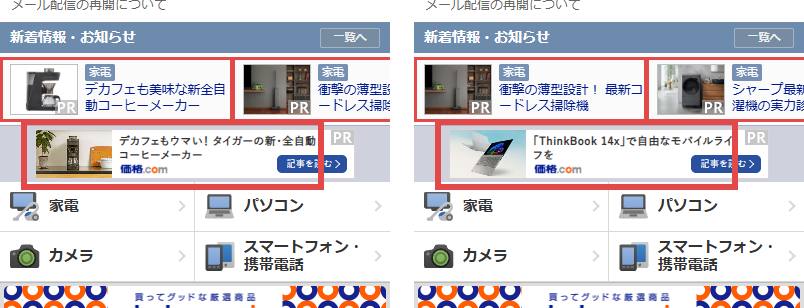 メール配信の再開について
新着情報・お知らせ
一覧へ
PR
家電
デカフェも美味な新全自
動コーヒーメーカー
PR
家電
衝撃の薄型設
ードレス掃除
デカフェもウマい! タイガーの新・全自動
コーヒーメーカー
価格.com
記事を読む
PR
家電
パソコン
カメラ
スマートフォン・
携帯電話
買ってグッドな厳選商品
メール配信の再開について
新着情報・お知らせ
一覧へ
PR
家電
衝撃の薄型設計! 最新コ
ードレス掃除機
PR
家電
シャープ最新
濯機の実力診
「ThinkBook 14x」で自由なモバイルライ
フを
価格.com
記事を読む
PR
家電
パソコン
カメラ
スマートフォン・
携帯電話
買ってグッドな厳選商品